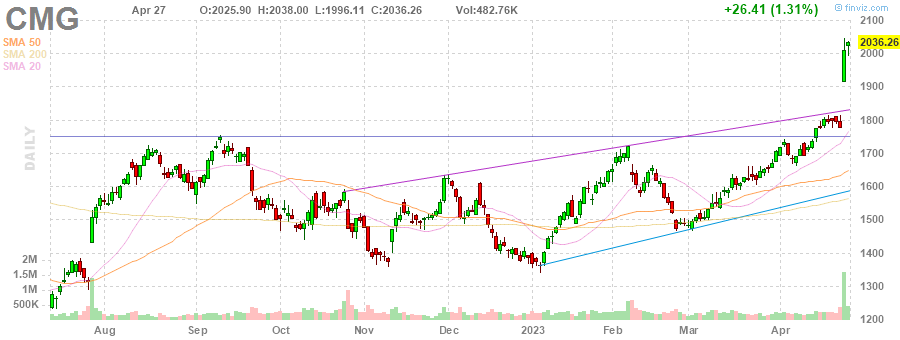 CMG Apr 27 O:2025.90 H:2038.00 L:1996.11 C:2036.26 Vol:482.76K +26.41 (1.31%) © finviz.com
SMA 50
SMA 200
SMA 20
DAILY
2100
2036.26
2000
1900
1800
1700
1600
1500
1400
1300
1200
2M
1.5M
1M
500K
Aug Sep Oct Nov Dec 2023 Feb Mar Apr